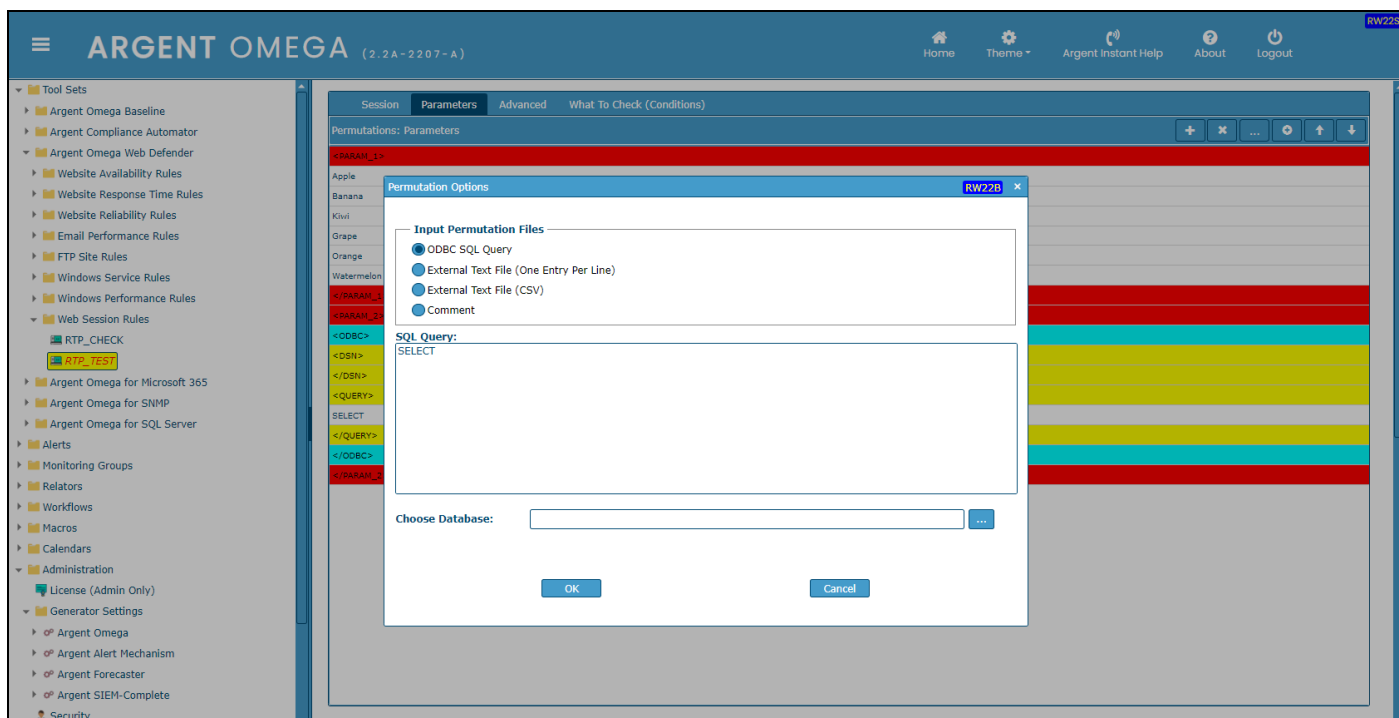 RW22S
ARGENT OMEGA (2.2A-2207-A)
Home
Theme
Argent Instant Help
About
Logout
Tool Sets
Argent Omega Baseline
Argent Compliance Automator
Argent Omega Web Defender
Website Availability Rules
Website Response Time Rules
Website Reliability Rules
Email Performance Rules
FTP Site Rules
Windows Service Rules
Windows Performance Rules
Web Session Rules
RTP_CHECK
RTP_TEST
Argent Omega for Microsoft 365
Argent Omega for SNMP
Argent Omega for SQL Server
Alerts
Monitoring Groups
Relators
Workflows
Macros
Calendars
Administration
License (Admin Only)
Generator Settings
Argent Omega
Argent Alert Mechanism
Argent Forecaster
Argent SIEM-Complete
Security
Session Parameters Advanced What To Check (Conditions)
Permutations: Parameters
...
<PARAM_1>
Apple
Banana
Kiwi
Grape
Orange
Watermelon
</PARAM_1
<PARAM_2>
<ODBC>
<DSN>
</DSN>
<QUERY>
SELECT
</QUERY>
</ODBC>
</PARAM_2
Permutation Options RW22B ×
Input Permutation Files
ODBC SQL Query
External Text File (One Entry Per Line)
External Text File (CSV)
Comment
SQL Query:
SELECT
Choose Database: ...
OK Cancel